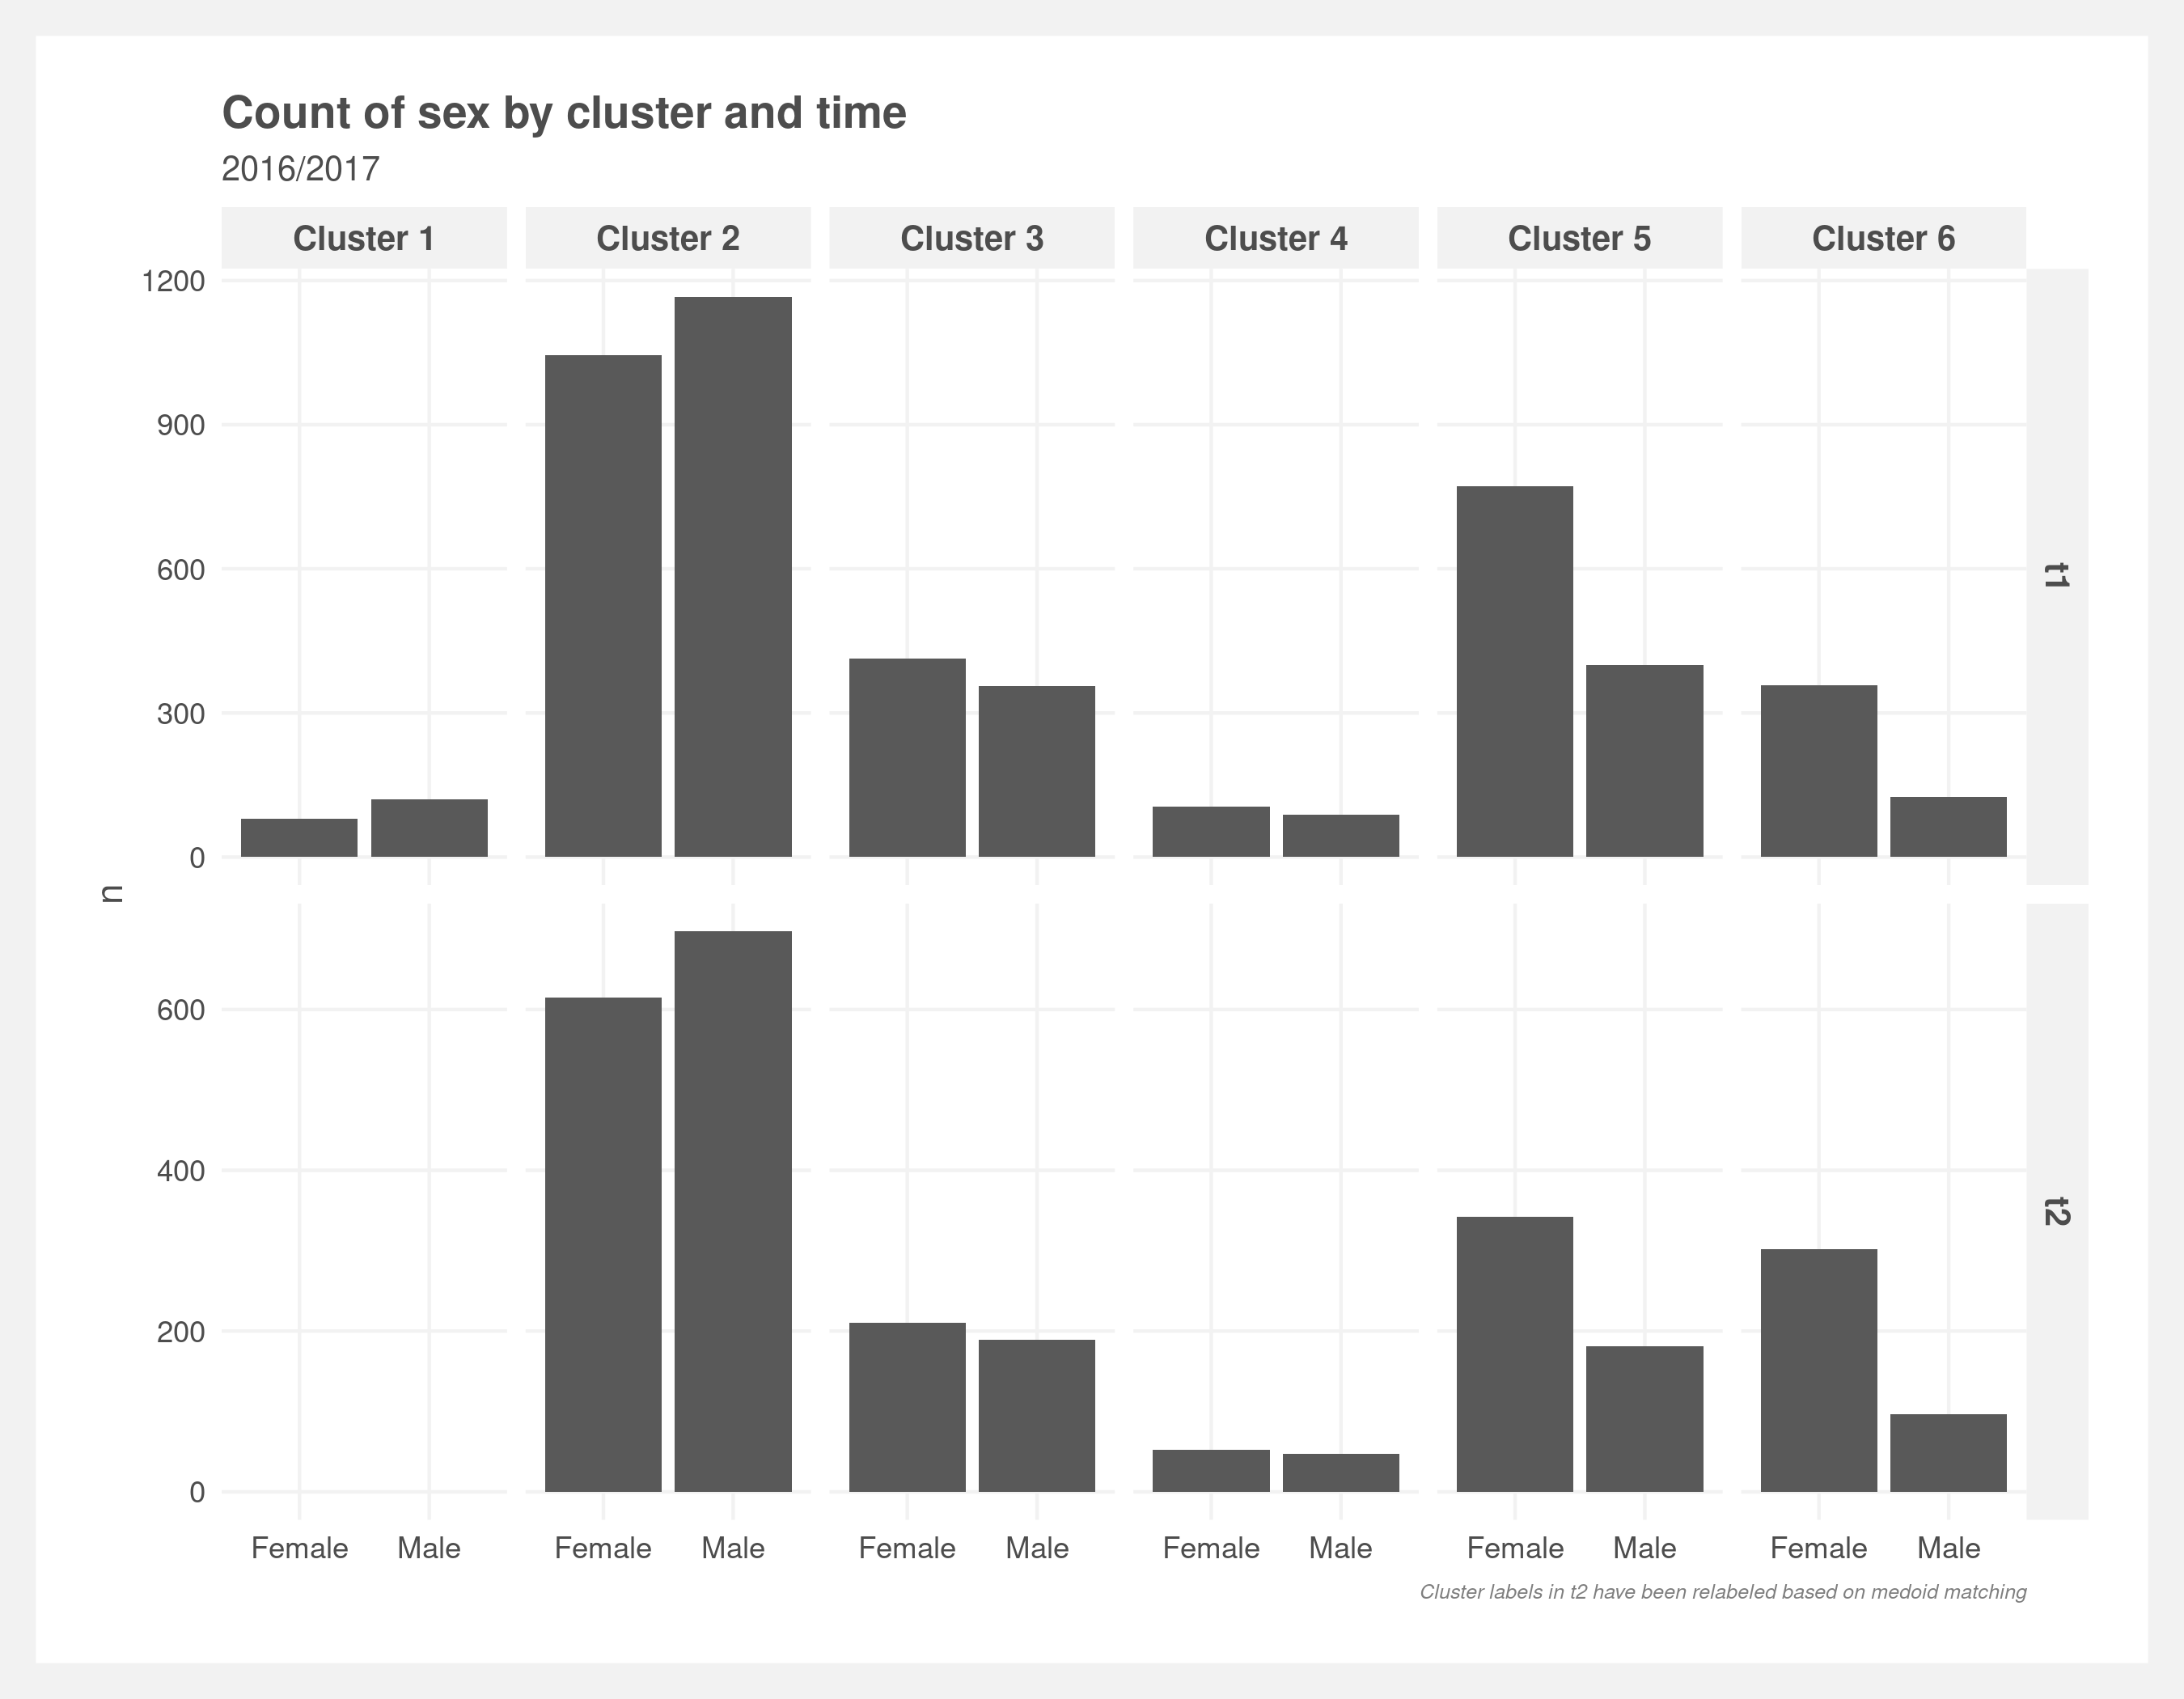 Count of sex by cluster and time
2016/2017
Cluster 1 Cluster 2 Cluster 3 Cluster 4 Cluster 5 Cluster 6
1200
900
600
300
0
t1
n
600
400
200
0
t2
Female Male Female Male Female Male Female Male Female Male Female Male
Cluster labels in t2 have been relabeled based on medoid matching